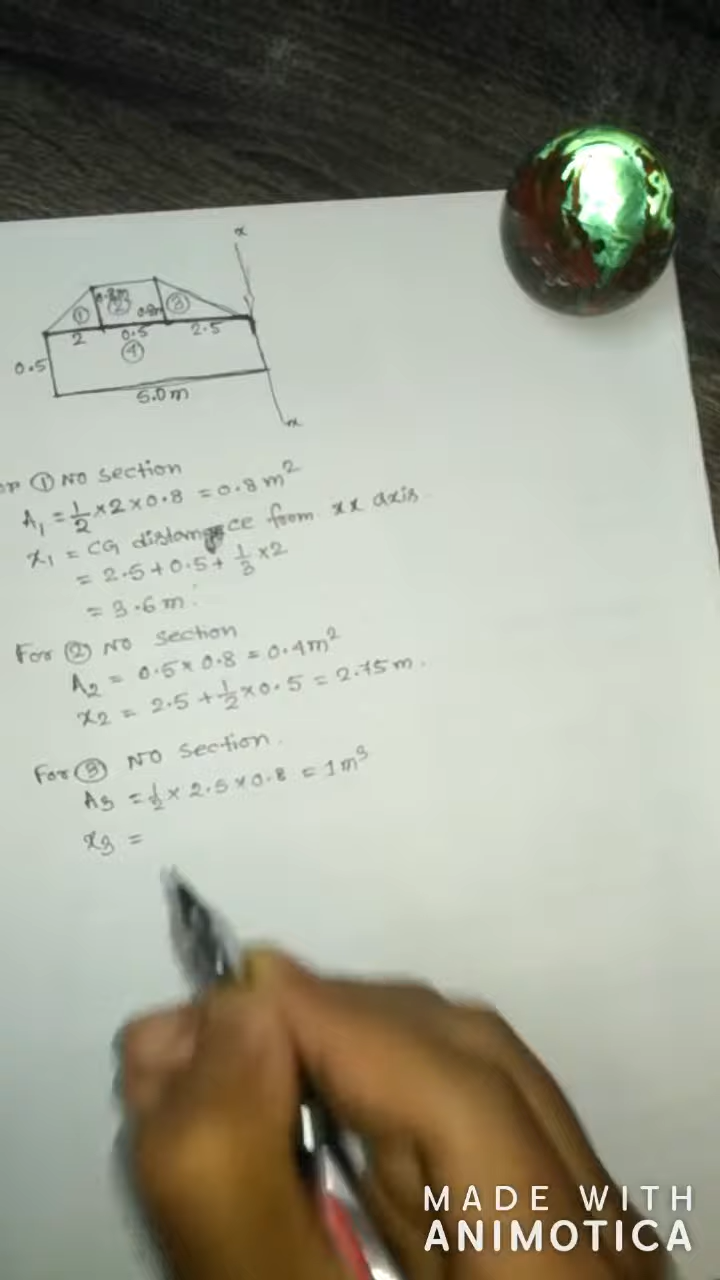 x
0.8m
①
②
0.8m
③
2
0.5
2.5
④
0.5
5.0m
x
① No section
A₁ = 1/2 × 2 × 0.8 = 0.8 m²
x₁ = CG distance from xx axis
= 2.5 + 0.5 + 1/3 × 2
= 3.6 m.
For ② No section
A₂ = 0.5 × 0.8 = 0.4 m²
x₂ = 2.5 + 1/2 × 0.5 = 2.75 m.
For ③ No section.
A₃ = 1/2 × 2.5 × 0.8 = 1 m³
x₃ =
MADE WITH
ANIMOTICA